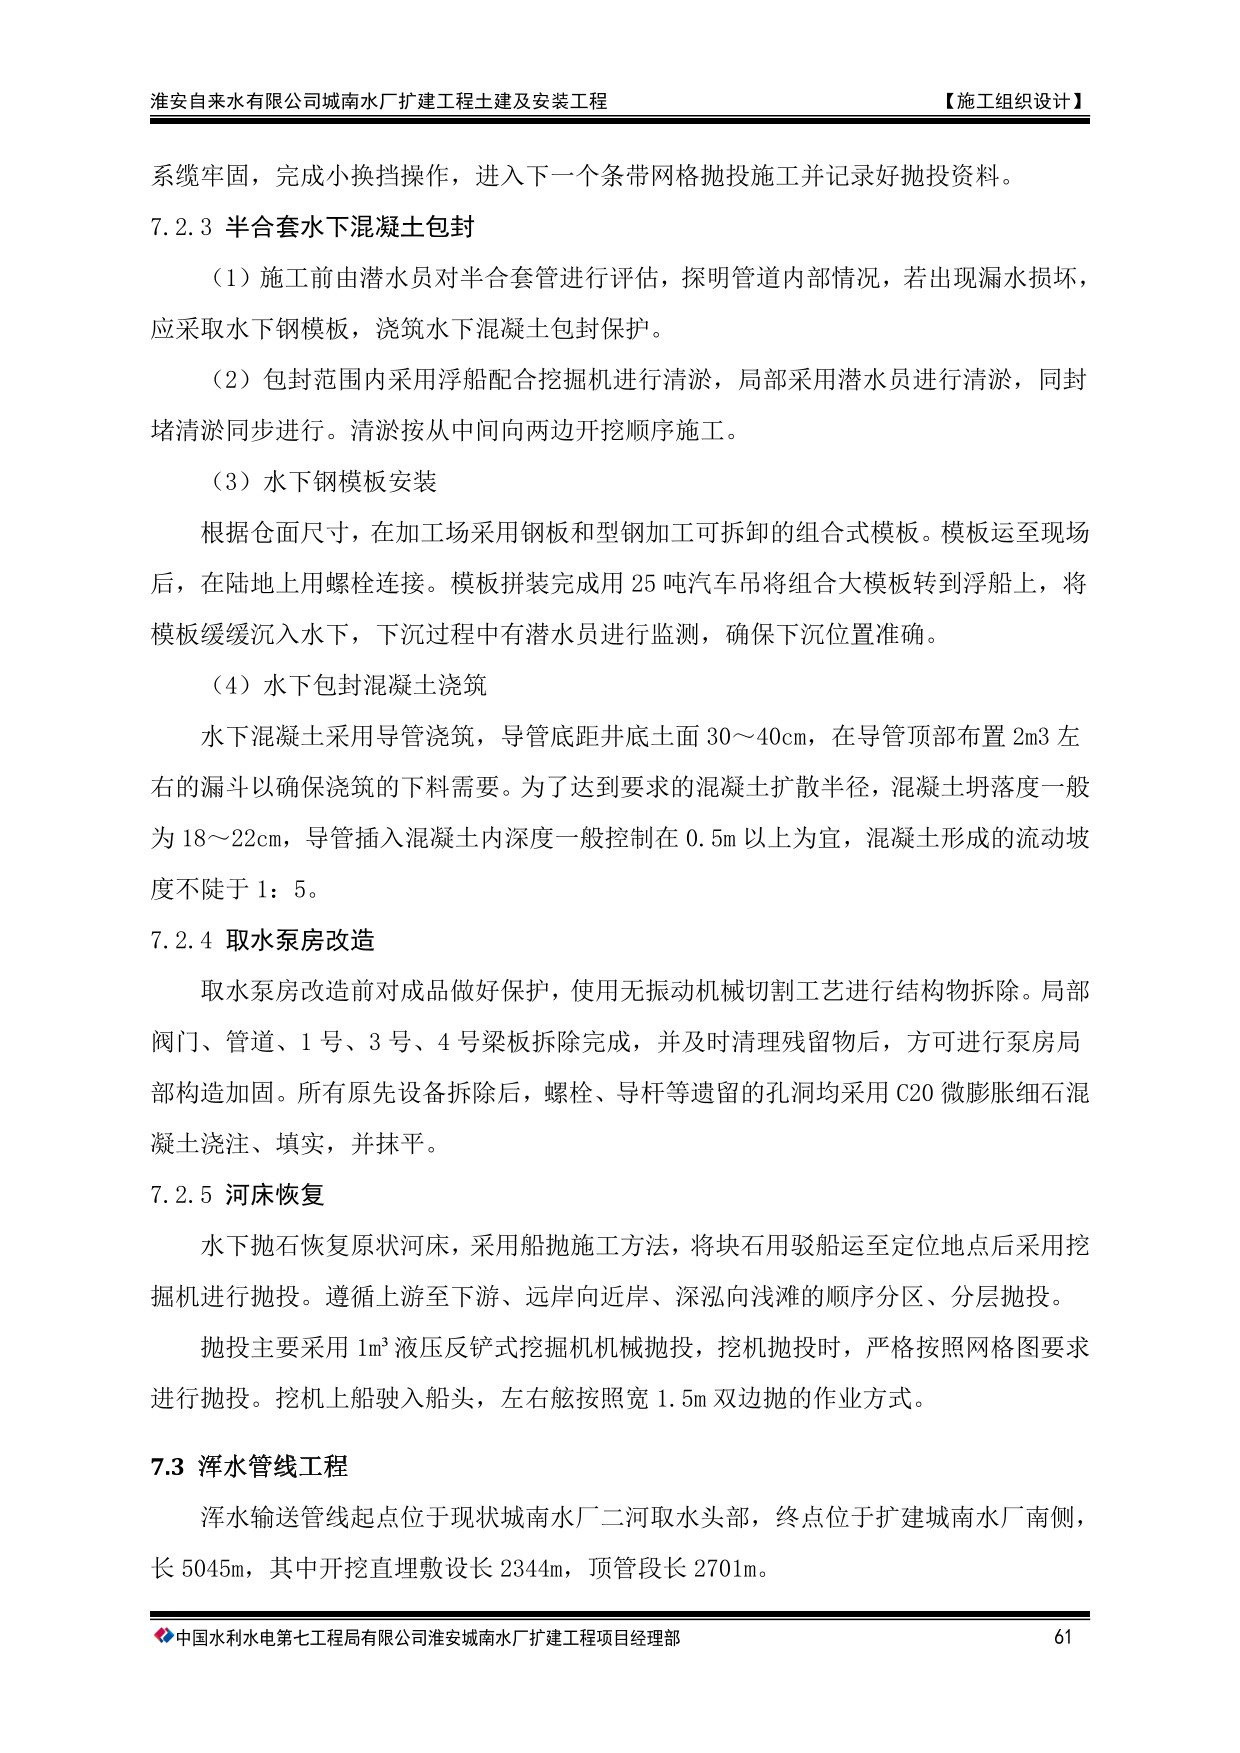 淮安自来水有限公司城南水厂扩建工程土建及安装工程 【施工组织设计】
系缆牢固，完成小换挡操作，进入下一个条带网格抛投施工并记录好抛投资料。
7.2.3 半合套水下混凝土包封
（1）施工前由潜水员对半合套管进行评估，探明管道内部情况，若出现漏水损坏，
应采取水下钢模板，浇筑水下混凝土包封保护。
（2）包封范围内采用浮船配合挖掘机进行清淤，局部采用潜水员进行清淤，同封
堵清淤同步进行。清淤按从中间向两边开挖顺序施工。
（3）水下钢模板安装
根据仓面尺寸，在加工场采用钢板和型钢加工可拆卸的组合式模板。模板运至现场
后，在陆地上用螺栓连接。模板拼装完成用 25 吨汽车吊将组合大模板转到浮船上，将
模板缓缓沉入水下，下沉过程中有潜水员进行监测，确保下沉位置准确。
（4）水下包封混凝土浇筑
水下混凝土采用导管浇筑，导管底距井底土面 30～40cm，在导管顶部布置 2m3 左
右的漏斗以确保浇筑的下料需要。为了达到要求的混凝土扩散半径，混凝土坍落度一般
为 18～22cm，导管插入混凝土内深度一般控制在 0.5m 以上为宜，混凝土形成的流动坡
度不陡于 1：5。
7.2.4 取水泵房改造
取水泵房改造前对成品做好保护，使用无振动机械切割工艺进行结构物拆除。局部
阀门、管道、1 号、3 号、4 号梁板拆除完成，并及时清理残留物后，方可进行泵房局
部构造加固。所有原先设备拆除后，螺栓、导杆等遗留的孔洞均采用 C20 微膨胀细石混
凝土浇注、填实，并抹平。
7.2.5 河床恢复
水下抛石恢复原状河床，采用船抛施工方法，将块石用驳船运至定位地点后采用挖
掘机进行抛投。遵循上游至下游、远岸向近岸、深泓向浅滩的顺序分区、分层抛投。
抛投主要采用 1m³ 液压反铲式挖掘机机械抛投，挖机抛投时，严格按照网格图要求
进行抛投。挖机上船驶入船头，左右舷按照宽 1.5m 双边抛的作业方式。
7.3 浑水管线工程
浑水输送管线起点位于现状城南水厂二河取水头部，终点位于扩建城南水厂南侧，
长 5045m，其中开挖直埋敷设长 2344m，顶管段长 2701m。
中国水利水电第七工程局有限公司淮安城南水厂扩建工程项目经理部 61